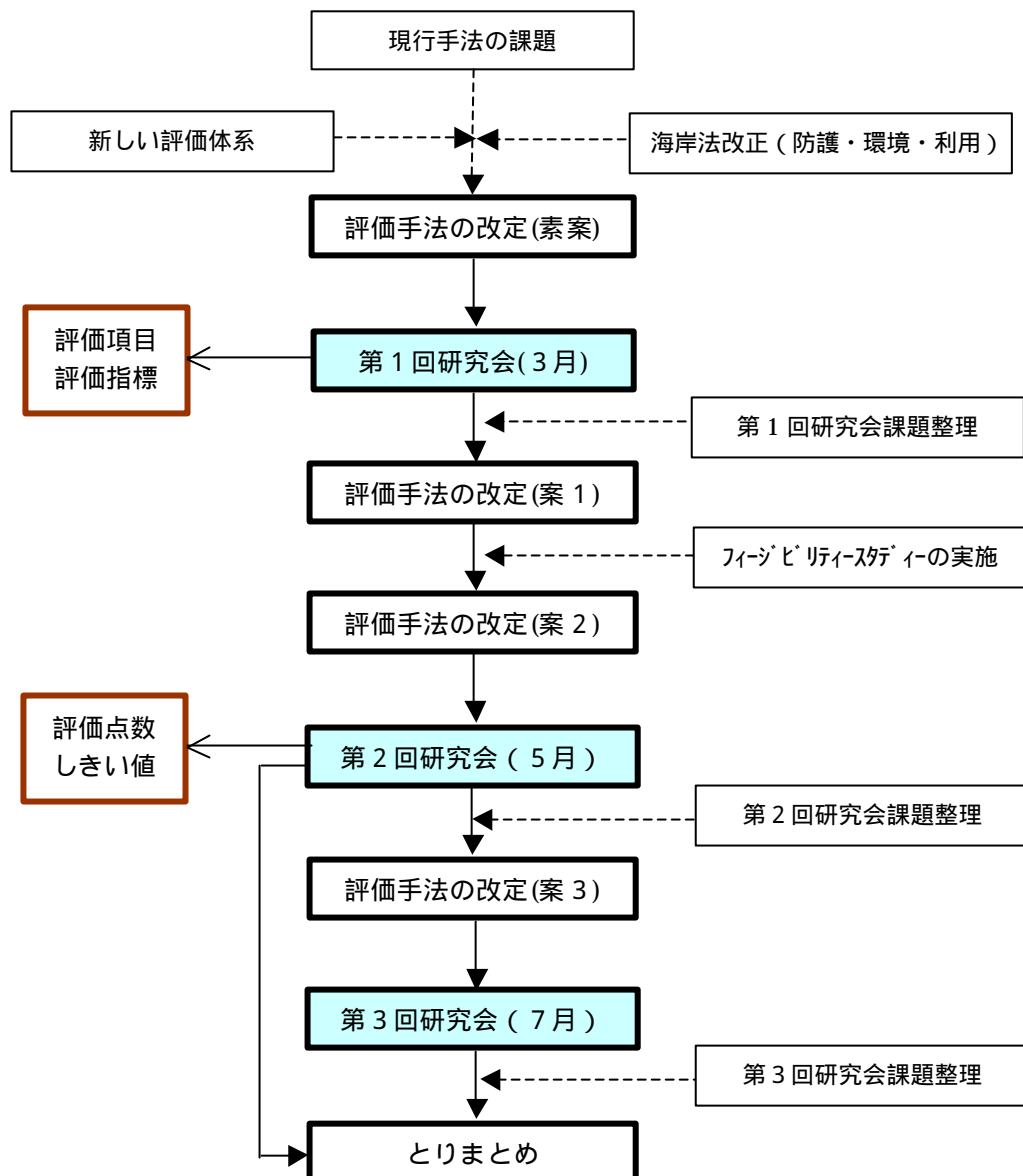 現行手法の課題
新しい評価体系
海岸法改正（防護・環境・利用）
評価手法の改定(素案)
評価項目
評価指標
第１回研究会(３月)
第１回研究会課題整理
評価手法の改定(案１)
ﾌｨｰｼﾞﾋﾞﾘﾃｨｰｽﾀﾃﾞｨｰの実施
評価手法の改定(案２)
評価点数
しきい値
第２回研究会（５月）
第２回研究会課題整理
評価手法の改定(案３)
第３回研究会（７月）
第３回研究会課題整理
とりまとめ